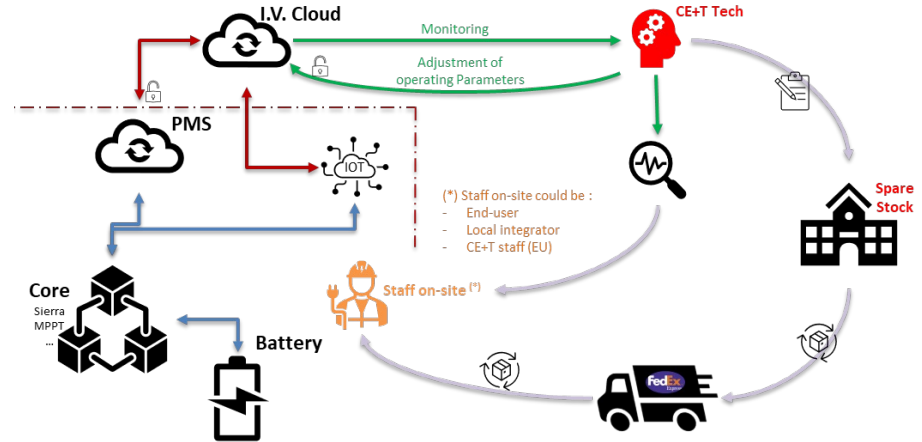 I.V. Cloud
CE+T Tech
Monitoring
Adjustment of
operating Parameters
PMS
IOT
(*) Staff on-site could be :
- End-user
- Local integrator
- CE+T staff (EU)
Spare
Stock
Core
Sierra
MPPT
...
Staff on-site (*)
Battery
FedEx
Express